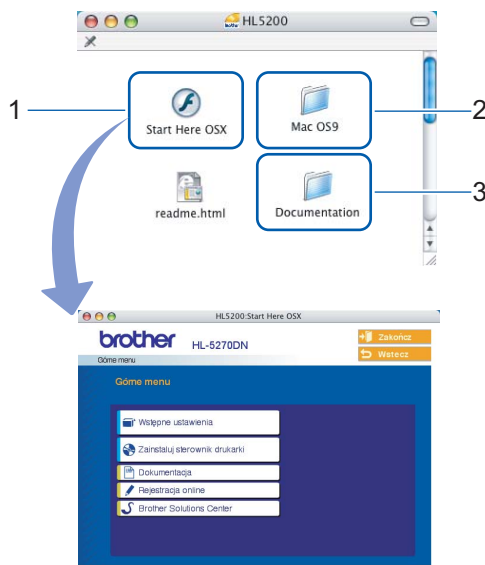 HL5200
1
Start Here OSX
Mac OS9
2
readme.html
Documentation
3
HL5200:Start Here OSX
brother HL-5270DN
Zakończ
Wstecz
Górne menu
Górne menu
Wstępne ustawienia
Zainstaluj sterownik drukarki
Dokumentacja
Rejestracja online
Brother Solutions Center